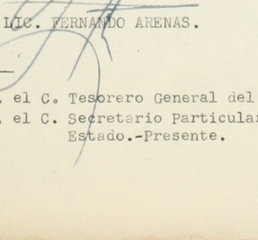 LIC. FERNANDO ARENAS.
. el C. Tesorero General del
. el C. Secretario Particular
Estado.-Presente.